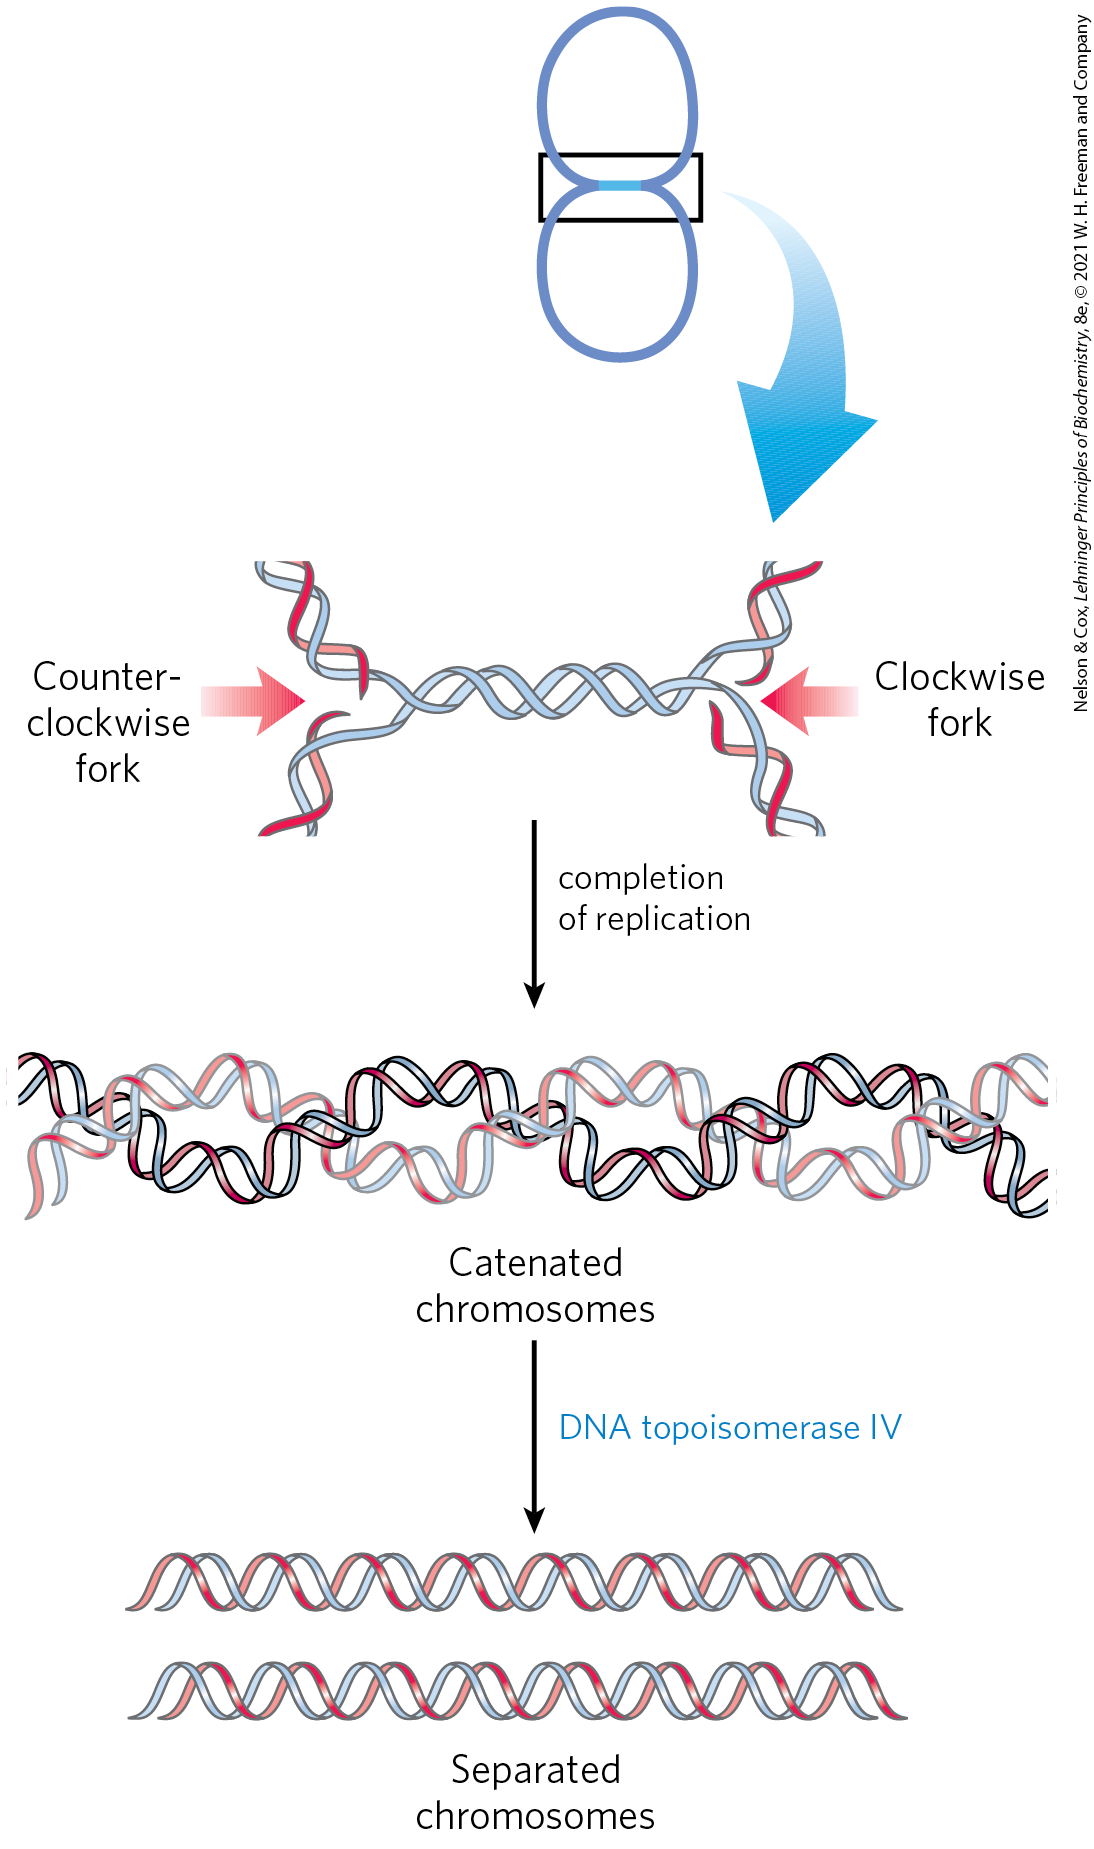 Nelson & Cox, Lehninger Principles of Biochemistry, 8e, © 2021 W. H. Freeman and Company
Counter-
clockwise
fork
Clockwise
fork
completion
of replication
Catenated
chromosomes
DNA topoisomerase IV
Separated
chromosomes